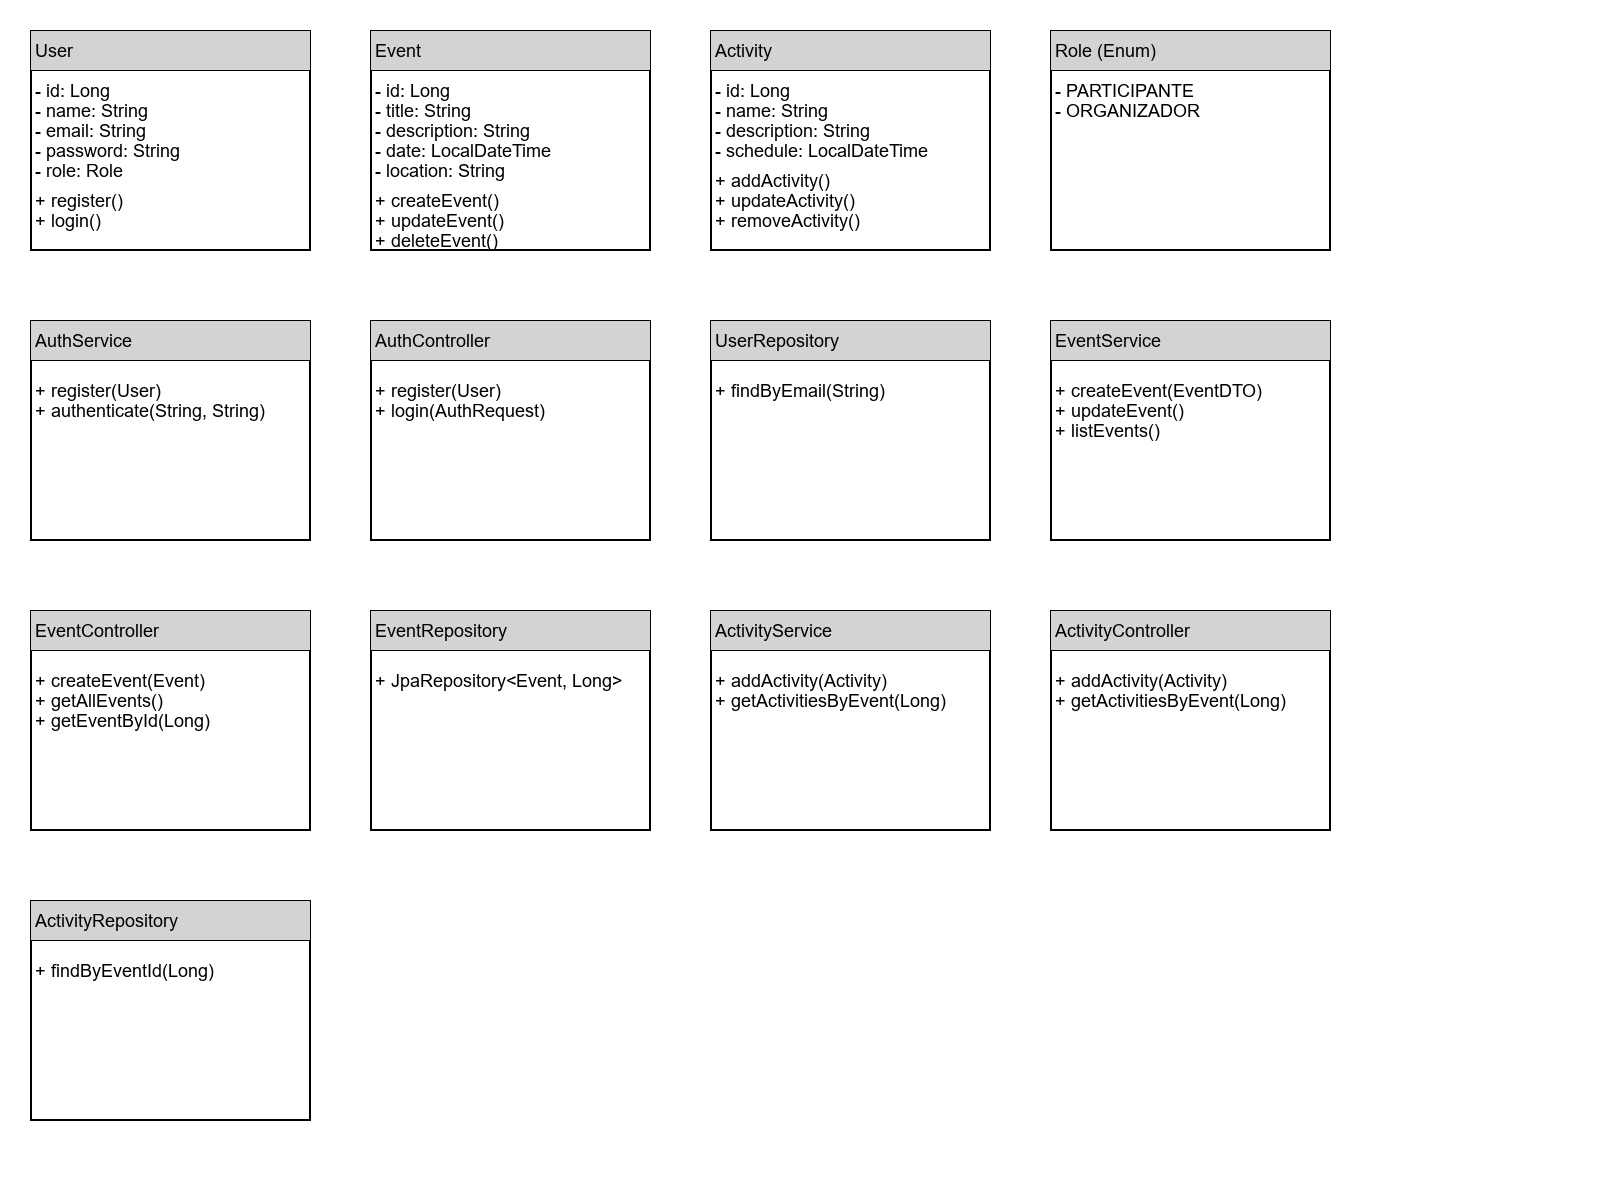 User
- id: Long
- name: String
- email: String
- password: String
- role: Role
+ register()
+ login()
Event
- id: Long
- title: String
- description: String
- date: LocalDateTime
- location: String
+ createEvent()
+ updateEvent()
+ deleteEvent()
Activity
- id: Long
- name: String
- description: String
- schedule: LocalDateTime
+ addActivity()
+ updateActivity()
+ removeActivity()
Role (Enum)
- PARTICIPANTE
- ORGANIZADOR
AuthService
+ register(User)
+ authenticate(String, String)
AuthController
+ register(User)
+ login(AuthRequest)
UserRepository
+ findByEmail(String)
EventService
+ createEvent(EventDTO)
+ updateEvent()
+ listEvents()
EventController
+ createEvent(Event)
+ getAllEvents()
+ getEventById(Long)
EventRepository
+ JpaRepository<Event, Long>
ActivityService
+ addActivity(Activity)
+ getActivitiesByEvent(Long)
ActivityController
+ addActivity(Activity)
+ getActivitiesByEvent(Long)
ActivityRepository
+ findByEventId(Long)